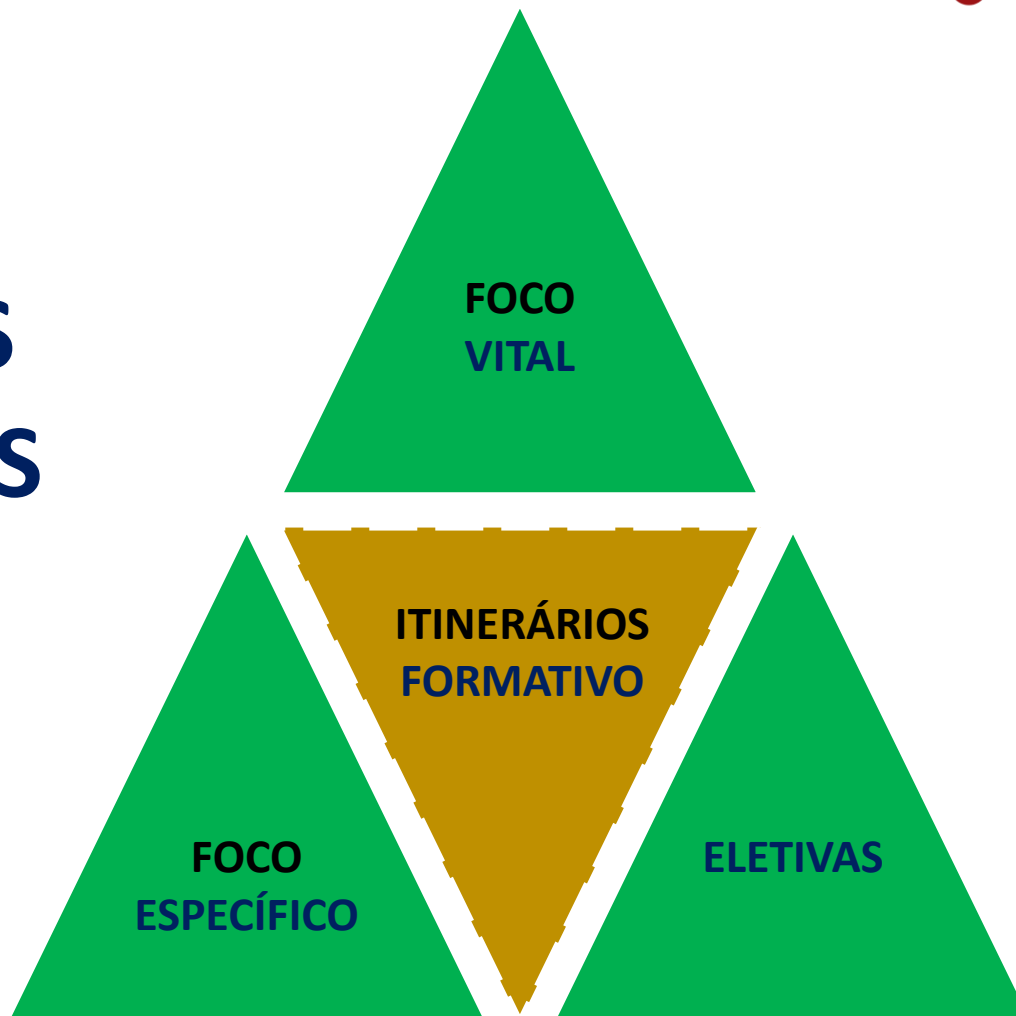 S
S
FOCO
VITAL
ITINERÁRIOS
FORMATIVO
FOCO
ESPECÍFICO
ELETIVAS